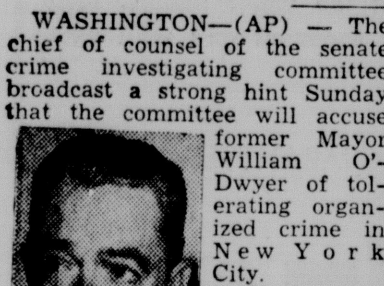 WASHINGTON—(AP) — The
chief of counsel of the senate
crime investigating committee
broadcast a strong hint Sunday
that the committee will accuse
former Mayor
William O'-
Dwyer of tol-
erating organ-
ized crime in
New York
City.